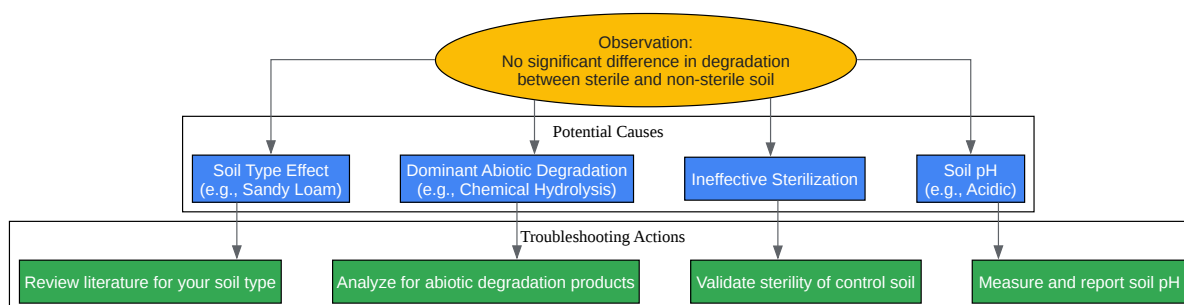 Observation:
No significant difference in degradation
between sterile and non-sterile soil
Potential Causes
Soil Type Effect
(e.g., Sandy Loam)
Dominant Abiotic Degradation
(e.g., Chemical Hydrolysis)
Ineffective Sterilization
Soil pH
(e.g., Acidic)
Troubleshooting Actions
Review literature for your soil type
Analyze for abiotic degradation products
Validate sterility of control soil
Measure and report soil pH